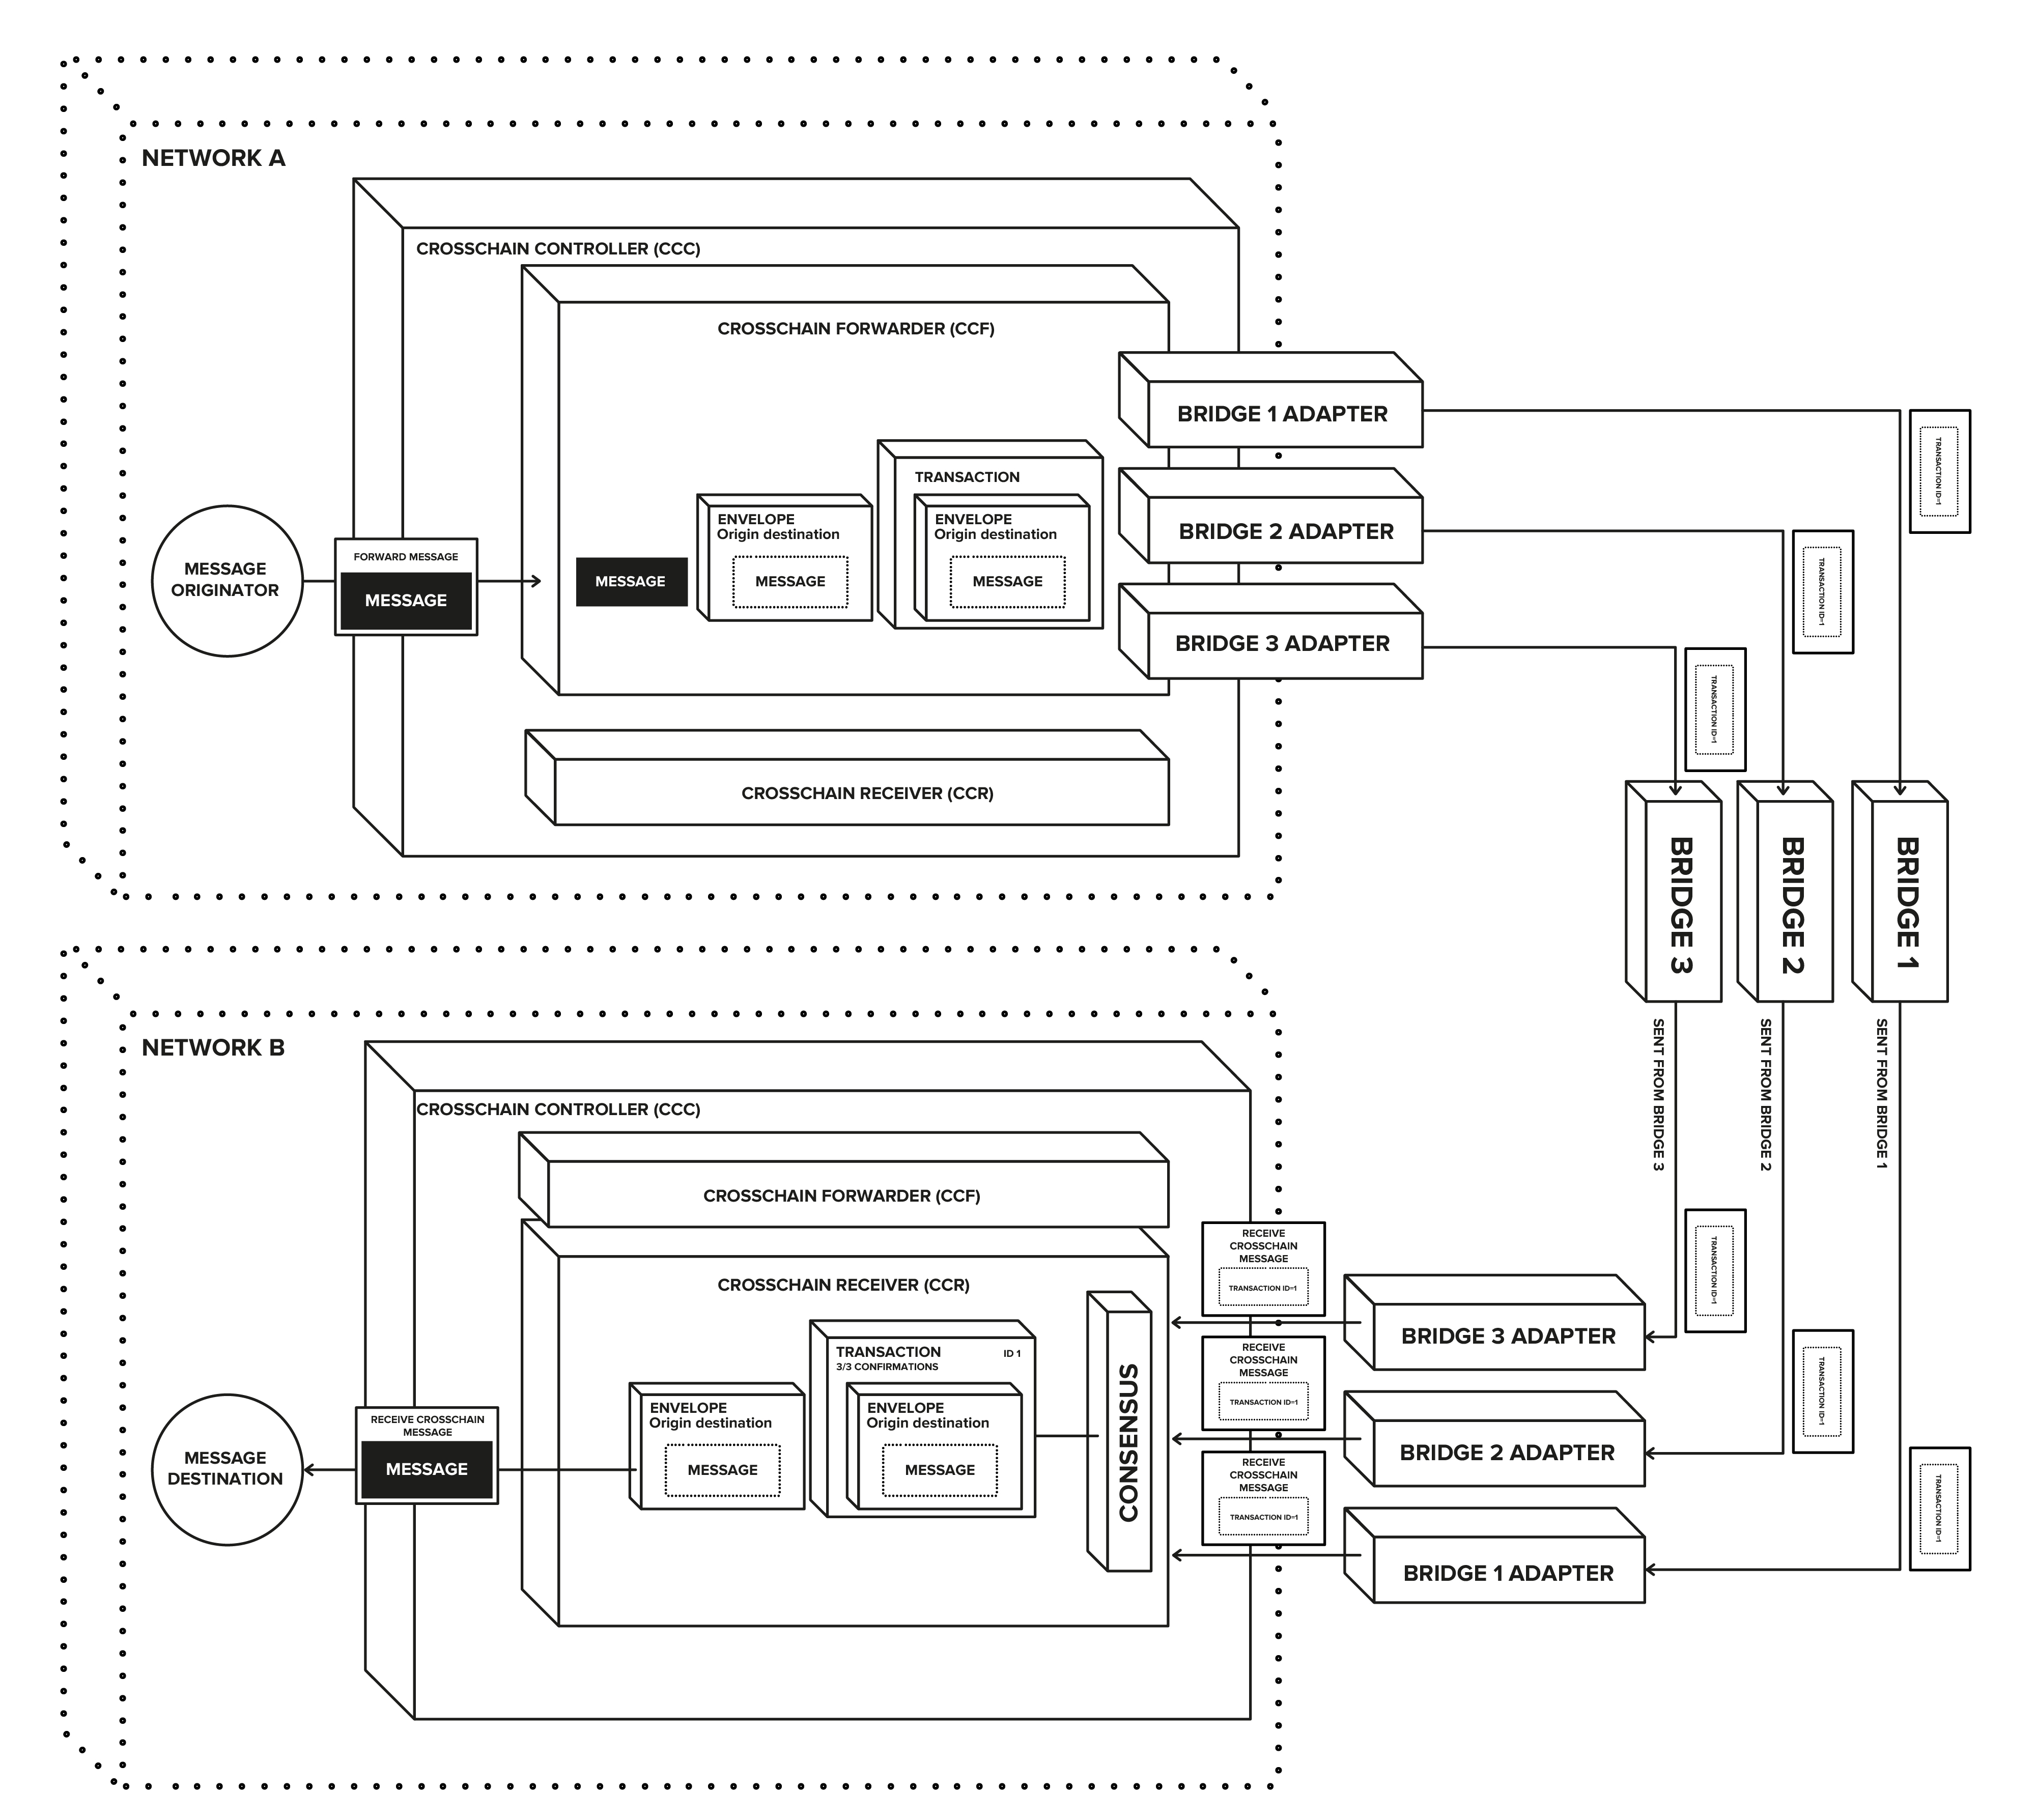 NETWORK A
CROSSCHAIN CONTROLLER (CCC)
CROSSCHAIN FORWARDER (CCF)
BRIDGE 1 ADAPTER
TRANSACTION ID=1
TRANSACTION
BRIDGE 2 ADAPTER
TRANSACTION ID=1
ENVELOPE
Origin destination
MESSAGE
ENVELOPE
Origin destination
MESSAGE
FORWARD MESSAGE
MESSAGE
MESSAGE
ORIGINATOR
MESSAGE
BRIDGE 3 ADAPTER
TRANSACTION ID=1
CROSSCHAIN RECEIVER (CCR)
BRIDGE 3
BRIDGE 2
BRIDGE 1
SENT FROM BRIDGE 3
SENT FROM BRIDGE 2
SENT FROM BRIDGE 1
NETWORK B
CROSSCHAIN CONTROLLER (CCC)
CROSSCHAIN FORWARDER (CCF)
CROSSCHAIN RECEIVER (CCR)
RECEIVE
CROSSCHAIN
MESSAGE
TRANSACTION ID=1
TRANSACTION ID=1
BRIDGE 3 ADAPTER
TRANSACTION
ID 1
3/3 CONFIRMATIONS
CONSENSUS
RECEIVE
CROSSCHAIN
MESSAGE
TRANSACTION ID=1
TRANSACTION ID=1
BRIDGE 2 ADAPTER
ENVELOPE
Origin destination
MESSAGE
ENVELOPE
Origin destination
MESSAGE
RECEIVE CROSSCHAIN
MESSAGE
MESSAGE
MESSAGE
DESTINATION
RECEIVE
CROSSCHAIN
MESSAGE
TRANSACTION ID=1
TRANSACTION ID=1
BRIDGE 1 ADAPTER